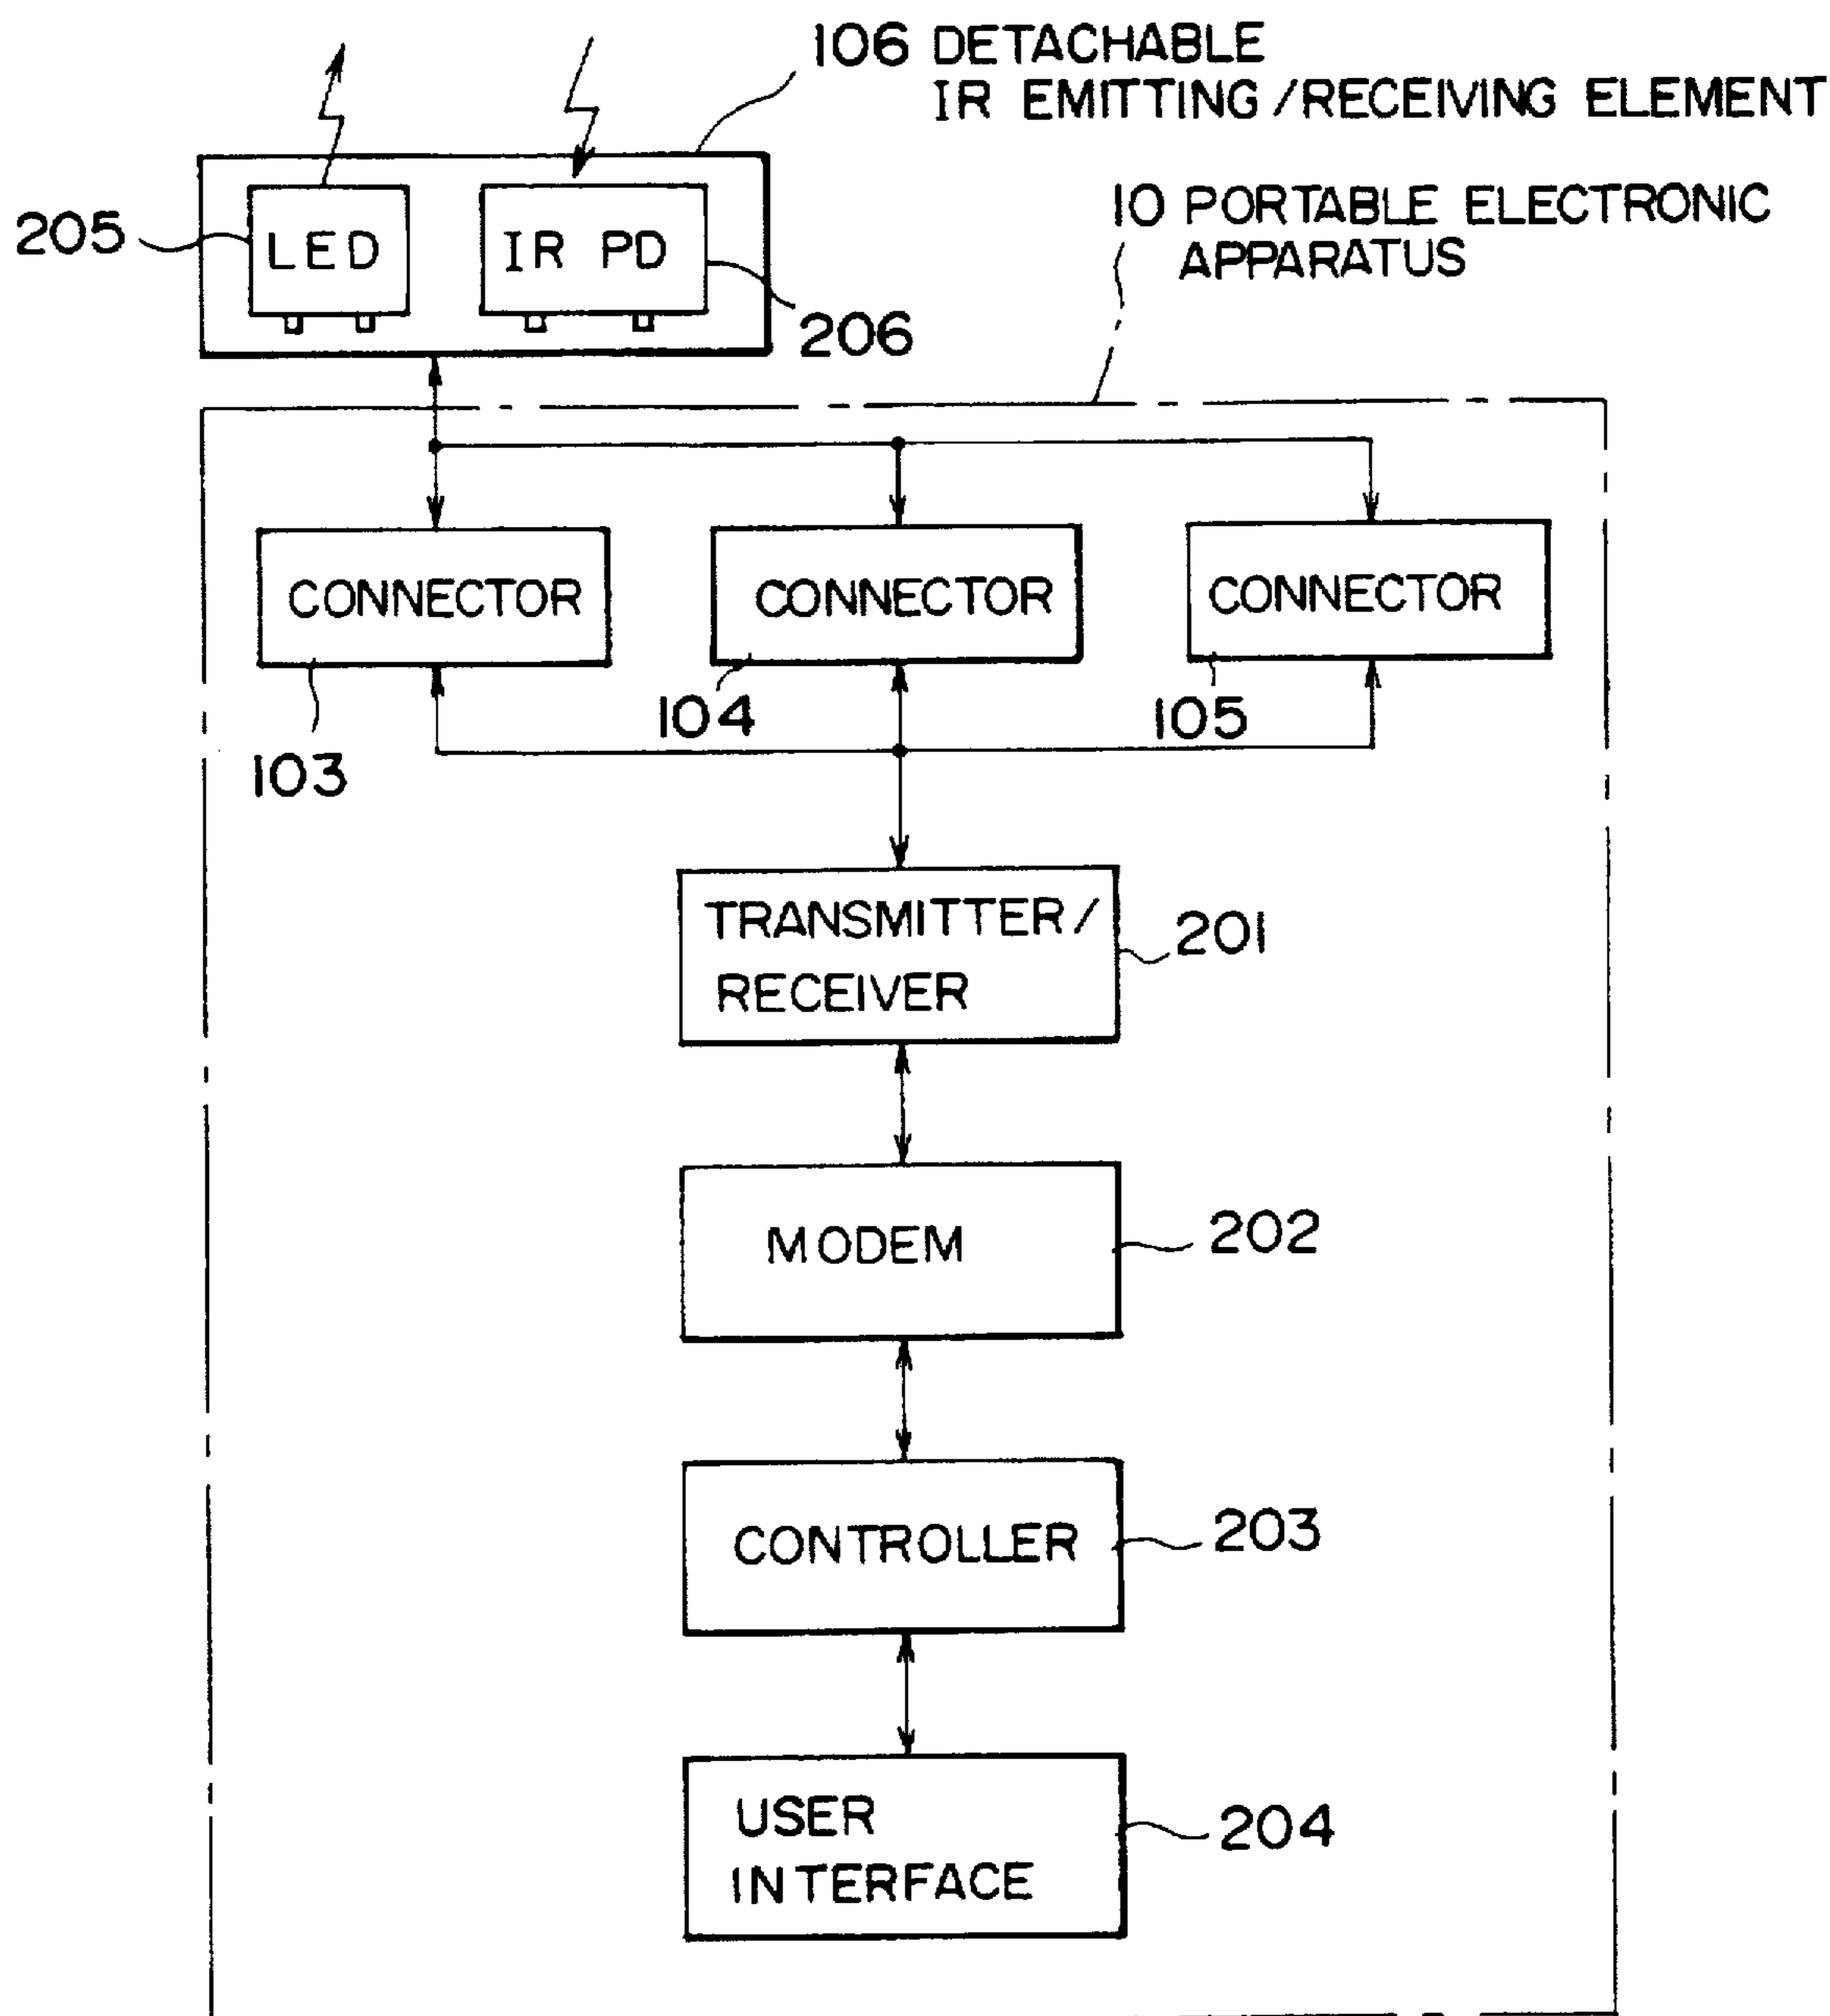 106 DETACHABLE
IR EMITTING/RECEIVING ELEMENT
10 PORTABLE ELECTRONIC
APPARATUS
205
LED
IR PD
206
CONNECTOR
CONNECTOR
CONNECTOR
103
104
105
TRANSMITTER/
RECEIVER
201
MODEM
202
CONTROLLER
203
USER
INTERFACE
204